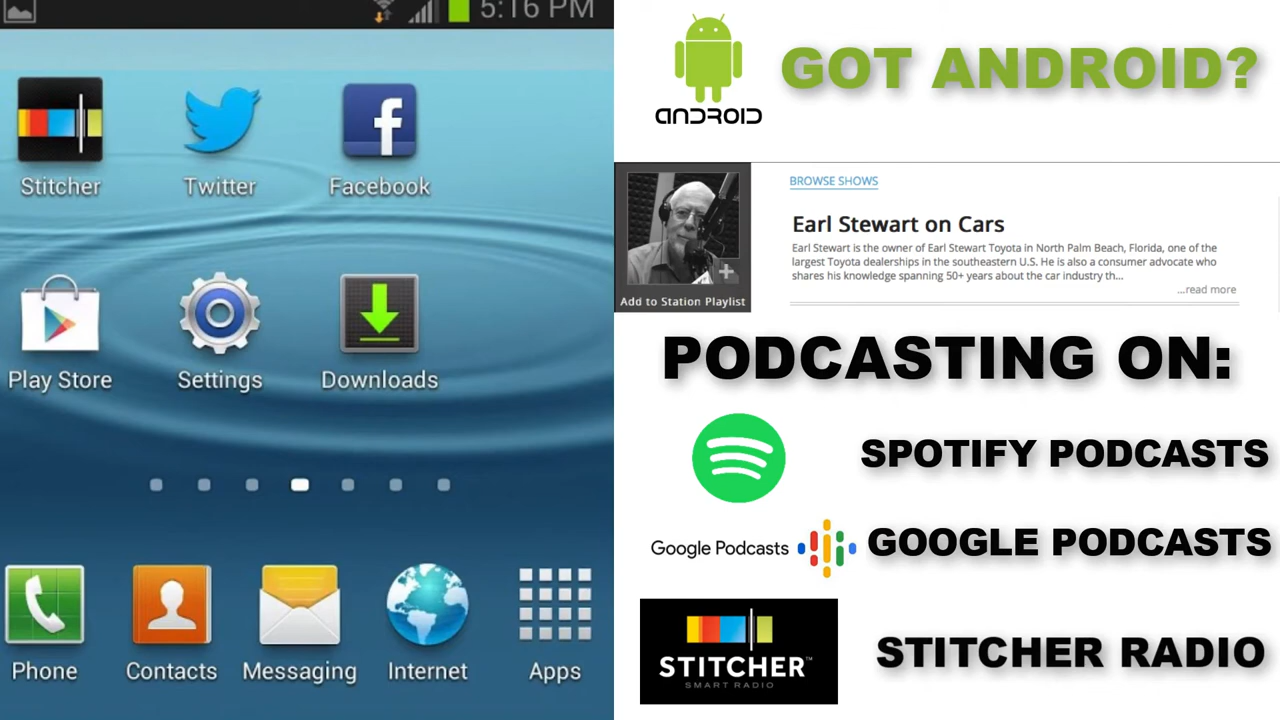 5:16 PM
Stitcher
Twitter
Facebook
Play Store
Settings
Downloads
Phone
Contacts
Messaging
Internet
Apps
ANDROID
GOT ANDROID?
BROWSE SHOWS
Earl Stewart on Cars
Earl Stewart is the owner of Earl Stewart Toyota in North Palm Beach, Florida, one of the
largest Toyota dealerships in the southeastern U.S. He is also a consumer advocate who
shares his knowledge spanning 50+ years about the car industry th...
...read more
Add to Station Playlist
PODCASTING ON:
SPOTIFY PODCASTS
Google Podcasts
GOOGLE PODCASTS
STITCHER™
SMART RADIO
STITCHER RADIO